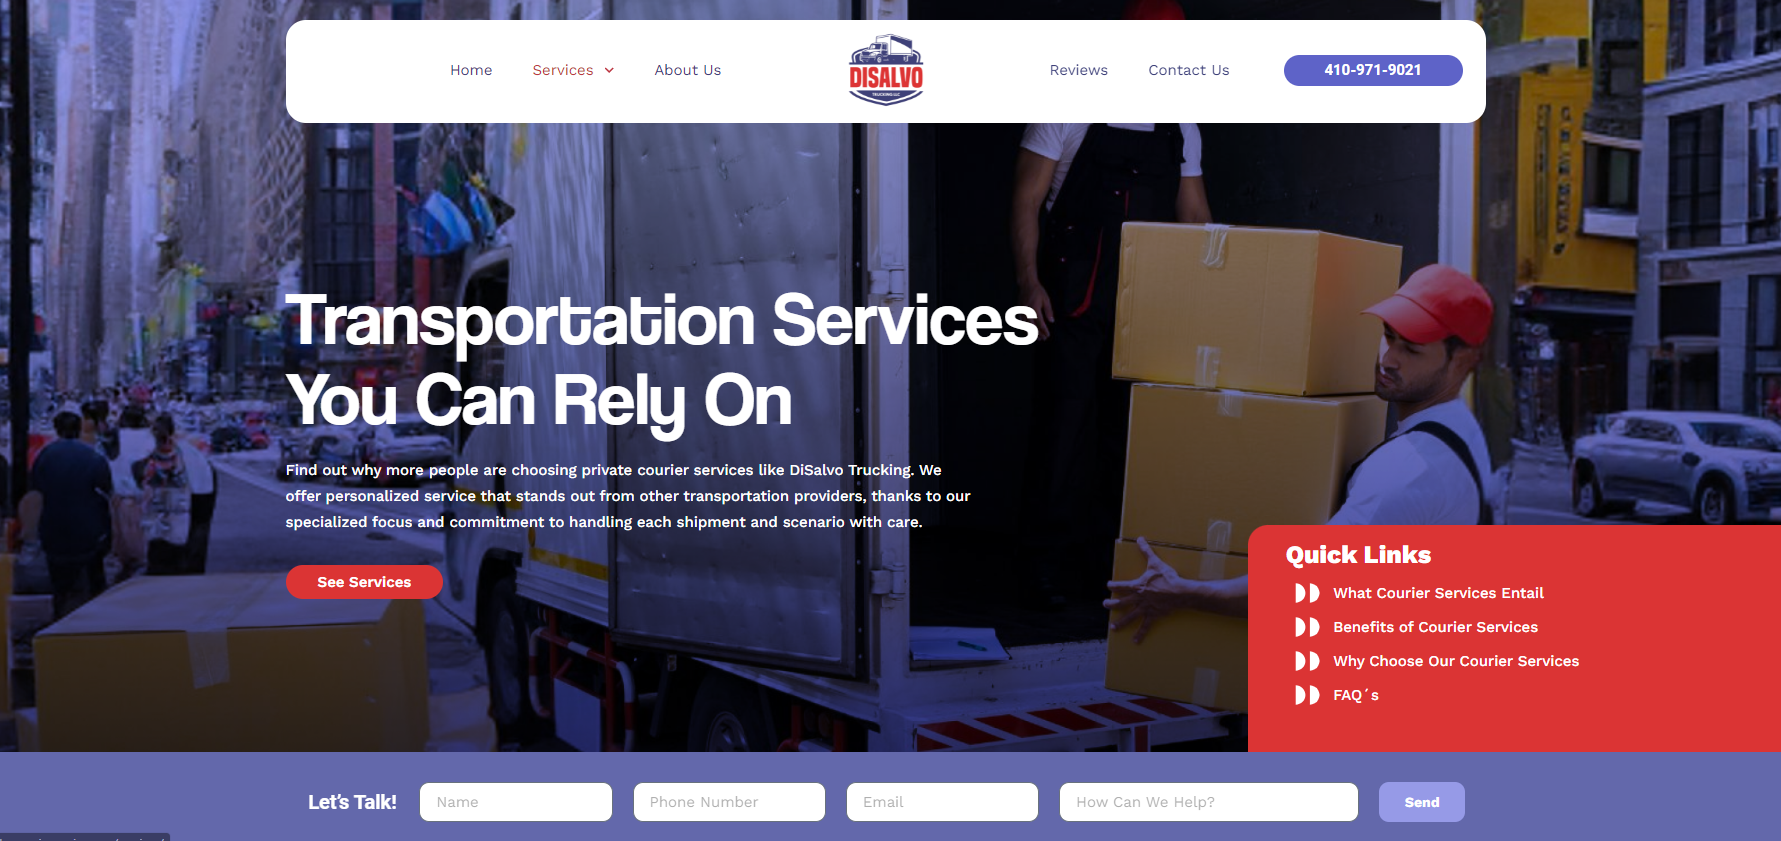 Home
Services
About Us
DISALVO
TRUCKING LLC
Reviews
Contact Us
410-971-9021
Transportation Services
You Can Rely On
Find out why more people are choosing private courier services like DiSalvo Trucking. We
offer personalized service that stands out from other transportation providers, thanks to our
specialized focus and commitment to handling each shipment and scenario with care.
See Services
Quick Links
What Courier Services Entail
Benefits of Courier Services
Why Choose Our Courier Services
FAQ´s
Let's Talk!
Name
Phone Number
Email
How Can We Help?
Send